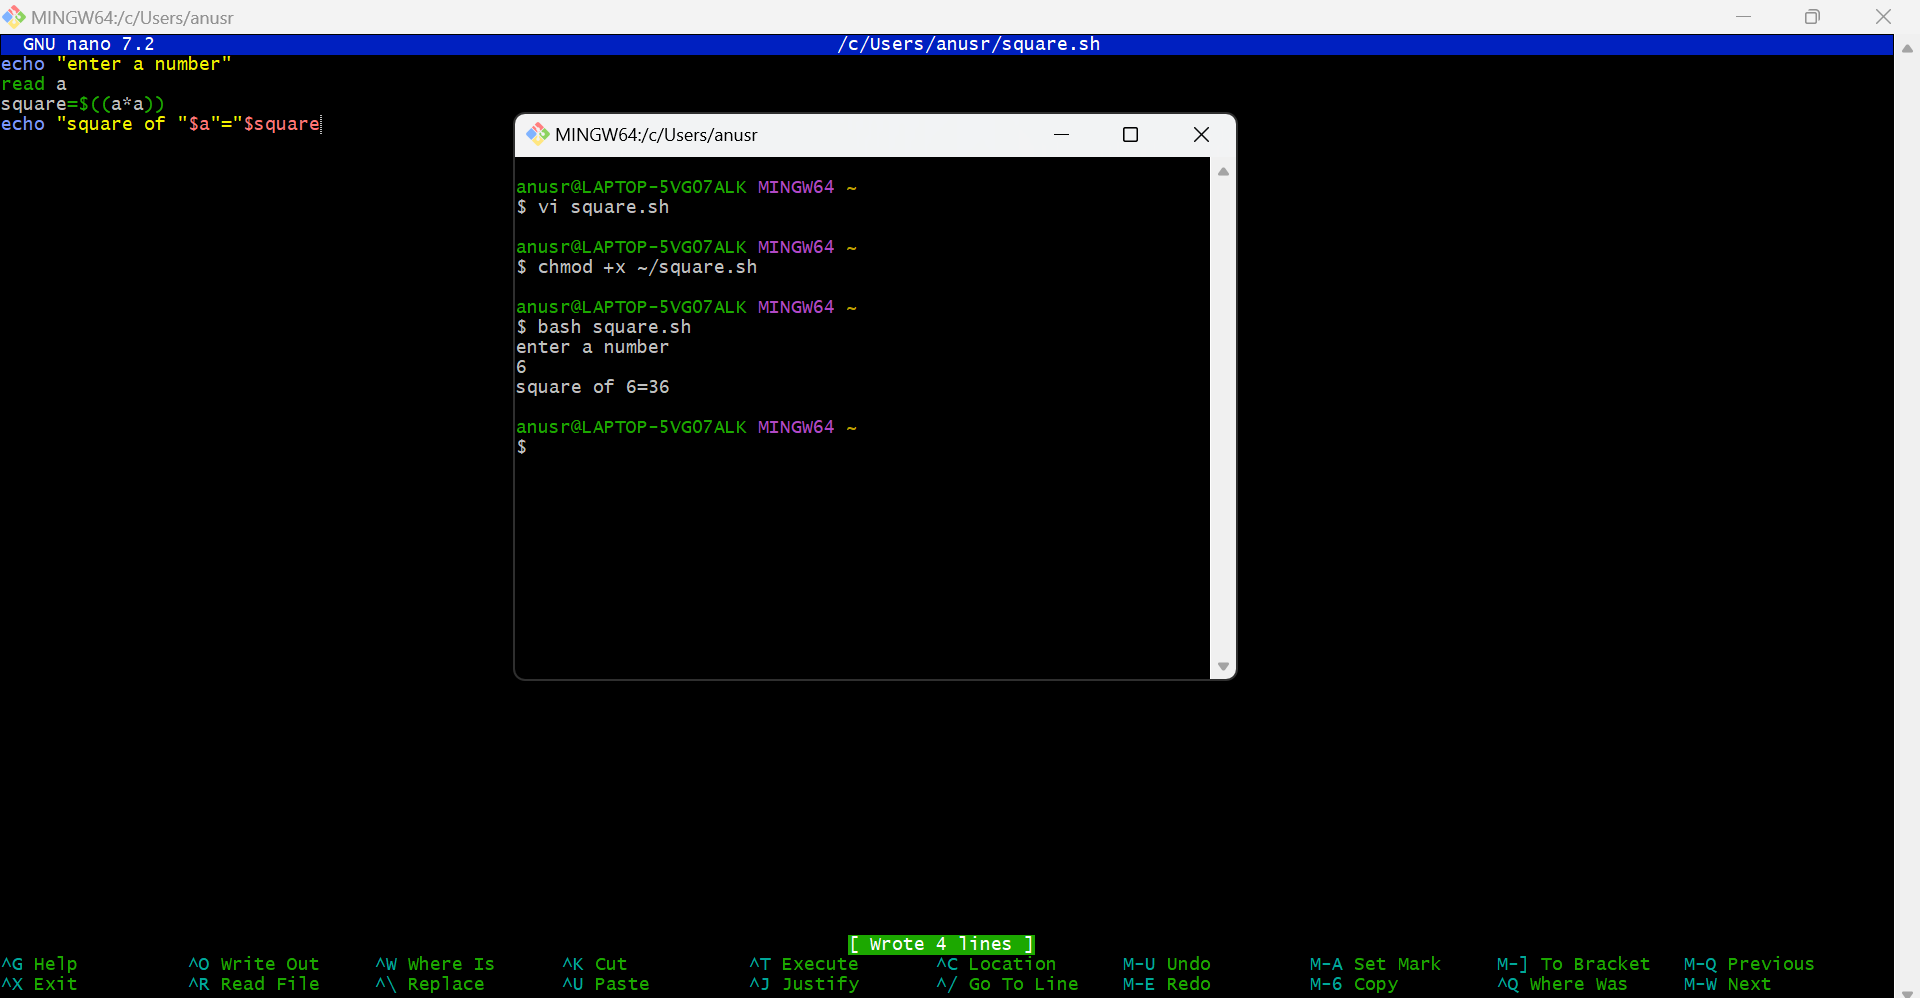 MINGW64:/c/Users/anusr
GNU nano 7.2 /c/Users/anusr/square.sh
echo "enter a number"
read a
square=$((a*a))
echo "square of "$a"="$square
MINGW64:/c/Users/anusr
anusr@LAPTOP-5VGO7ALK MINGW64 ~
$ vi square.sh
anusr@LAPTOP-5VGO7ALK MINGW64 ~
$ chmod +x ~/square.sh
anusr@LAPTOP-5VGO7ALK MINGW64 ~
$ bash square.sh
enter a number
6
square of 6=36
anusr@LAPTOP-5VGO7ALK MINGW64 ~
$
[ Wrote 4 lines ]
^G Help ^O Write Out ^W Where Is ^K Cut ^T Execute ^C Location M-U Undo M-A Set Mark M-] To Bracket M-Q Previous
^X Exit ^R Read File ^\ Replace ^U Paste ^J Justify ^/ Go To Line M-E Redo M-6 Copy ^Q Where Was M-W Next